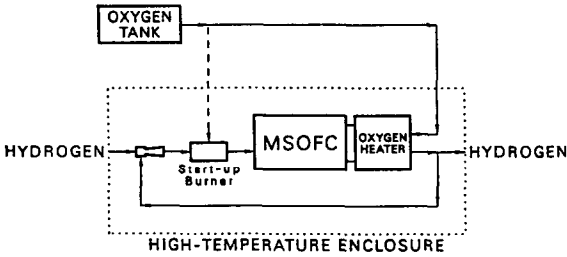 OXYGEN
TANK
HYDROGEN
Start-up
Burner
MSOFC
OXYGEN
HEATER
HYDROGEN
HIGH-TEMPERATURE ENCLOSURE